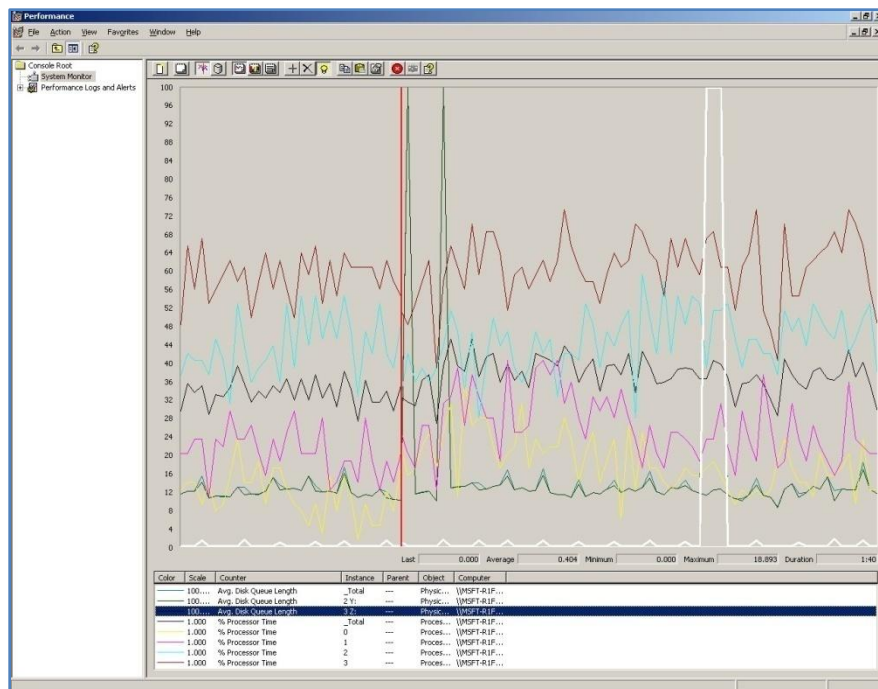 Performance
File Action View Favorites Window Help
Console Root
System Monitor
Performance Logs and Alerts
100
96
92
88
84
80
76
72
68
64
60
56
52
48
44
40
36
32
28
24
20
16
12
8
4
0
Last 0.000 Average 0.404 Minimum 0.000 Maximum 18.893 Duration 1:40
Color Scale Counter Instance Parent Object Computer
100.... Avg. Disk Queue Length _Total --- Physic... \\MSFT-R1F...
100.... Avg. Disk Queue Length 2 Y: --- Physic... \\MSFT-R1F...
100.... Avg. Disk Queue Length 3 Z: --- Physic... \\MSFT-R1F...
1.000 % Processor Time _Total --- Proces... \\MSFT-R1F...
1.000 % Processor Time 0 --- Proces... \\MSFT-R1F...
1.000 % Processor Time 1 --- Proces... \\MSFT-R1F...
1.000 % Processor Time 2 --- Proces... \\MSFT-R1F...
1.000 % Processor Time 3 --- Proces... \\MSFT-R1F...